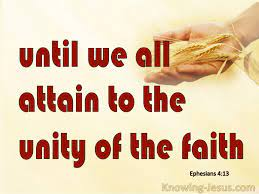 until we all
attain to the
unity of the faith
Ephesians 4:13
Knowing-Jesus.com